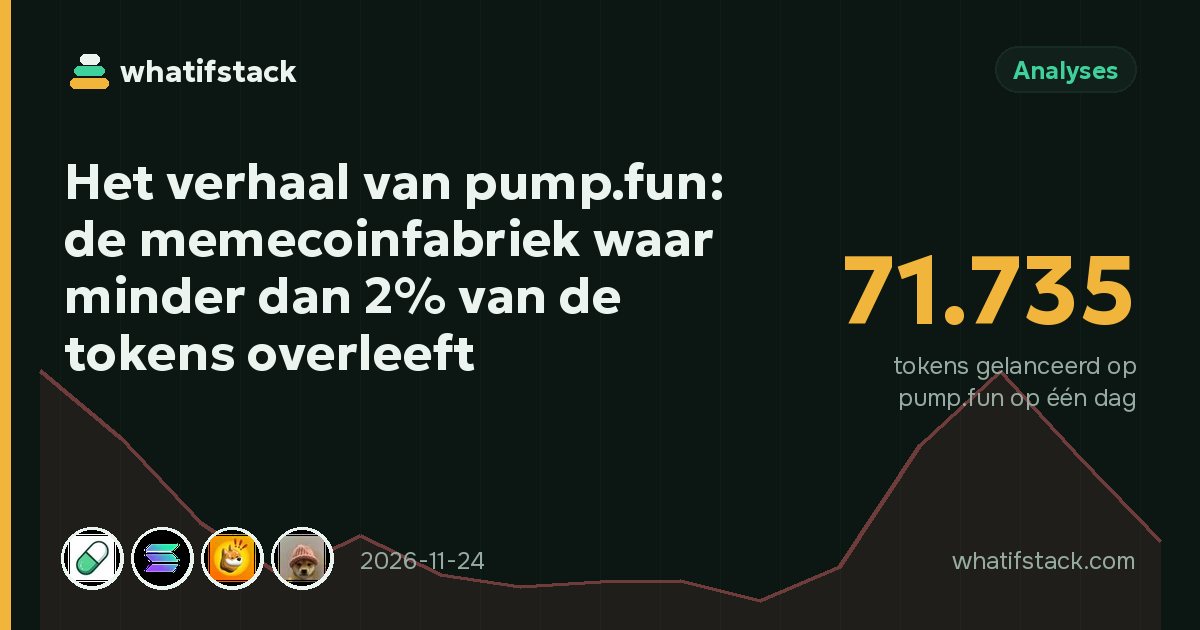 whatifstack
Analyses
Het verhaal van pump.fun:
de memecoinfabriek waar
minder dan 2% van de
tokens overleeft
71.735
tokens gelanceerd op
pump.fun op één dag
2026-11-24
whatifstack.com